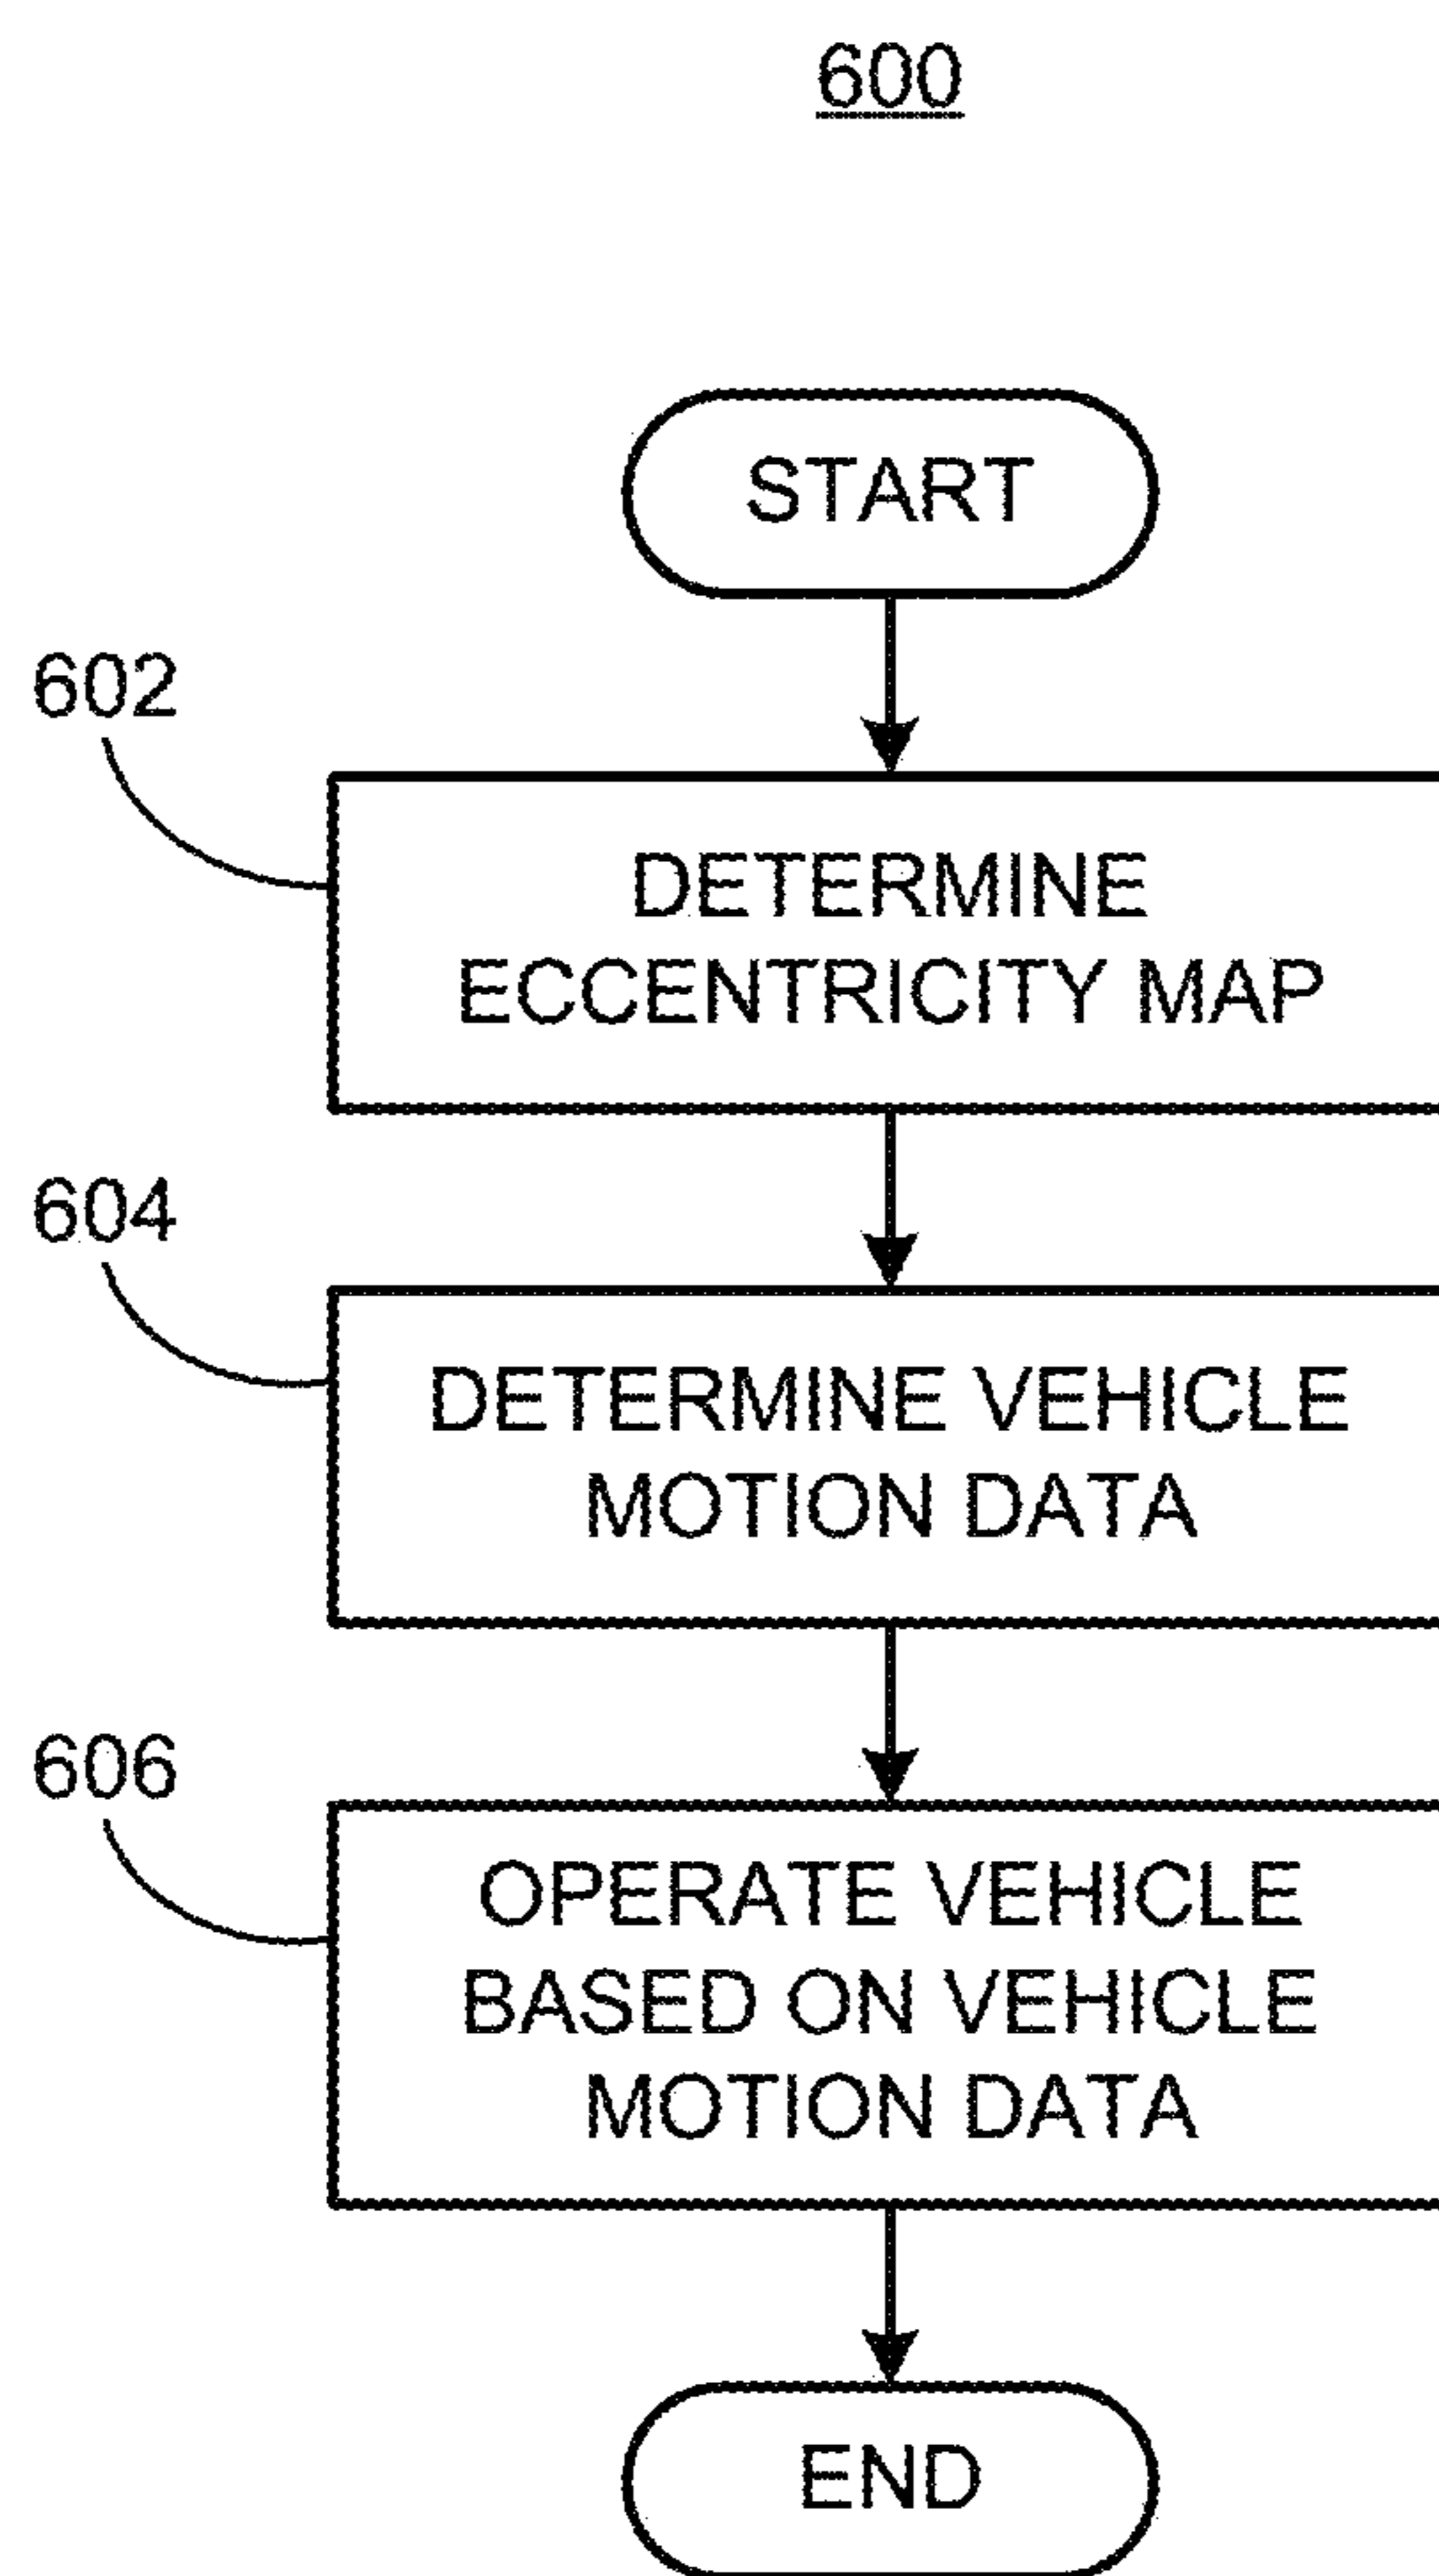 600
START
602
DETERMINE
ECCENTRICITY MAP
604
DETERMINE VEHICLE
MOTION DATA
606
OPERATE VEHICLE
BASED ON VEHICLE
MOTION DATA
END